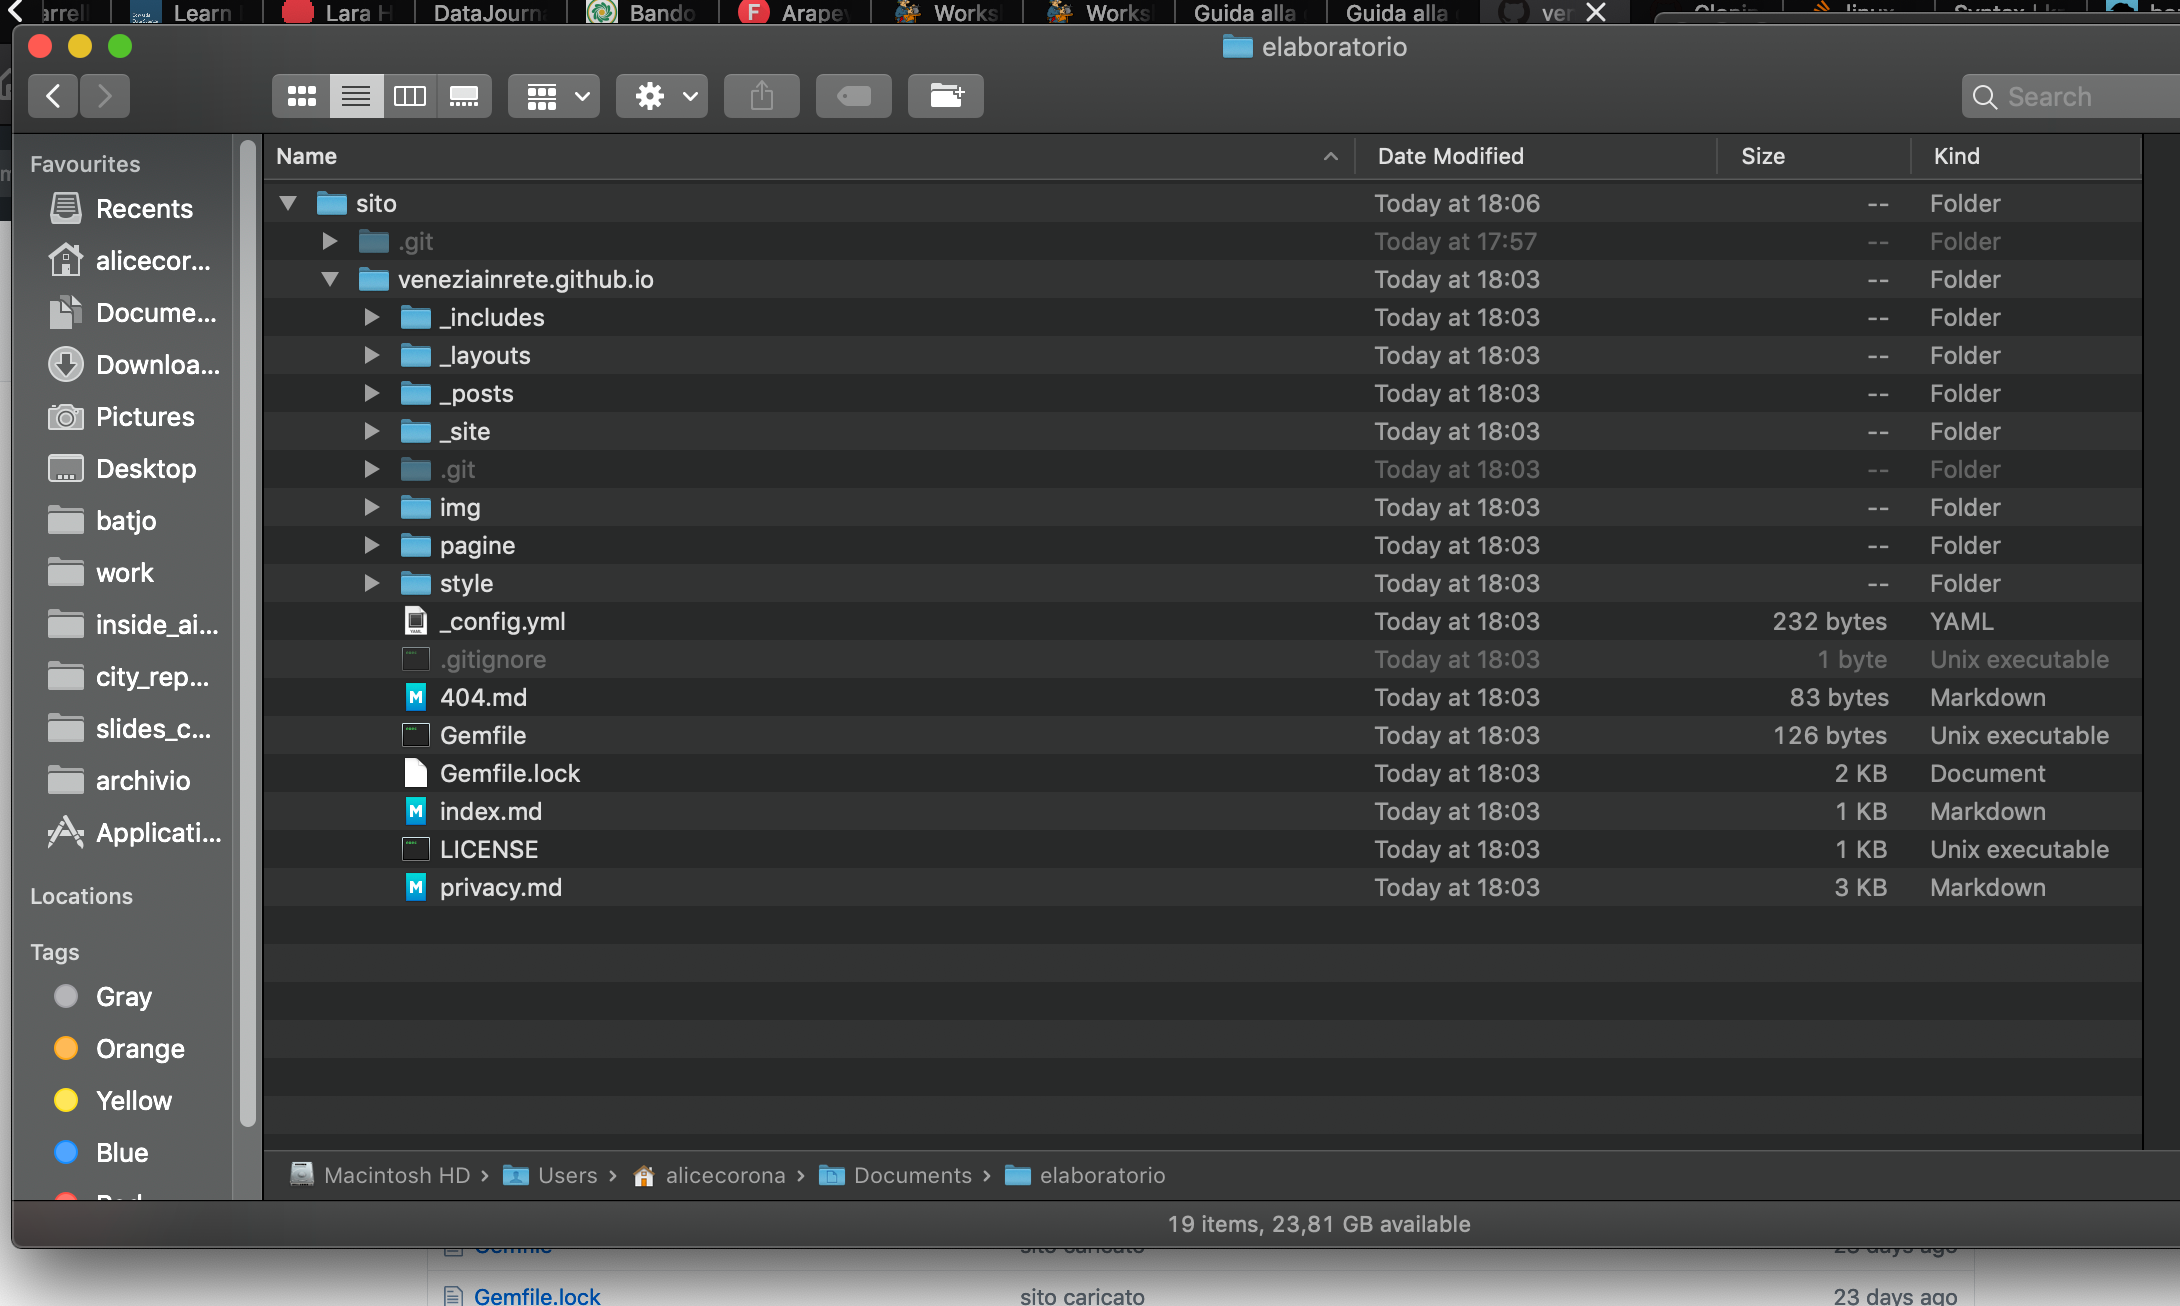 Learn
Lara H
DataJourn
Bando
Arape
Works
Works
Guida alla
Guida alla
ver
elaboratorio
Search
Favourites
Recents
alicecor...
Docume...
Downloa...
Pictures
Desktop
batjo
work
inside_ai...
city_rep...
slides_c...
archivio
Applicati...
Locations
Tags
Gray
Orange
Yellow
Blue
Red
Name Date Modified Size Kind
sito Today at 18:06 -- Folder
.git Today at 17:57 -- Folder
veneziainrete.github.io Today at 18:03 -- Folder
_includes Today at 18:03 -- Folder
_layouts Today at 18:03 -- Folder
_posts Today at 18:03 -- Folder
_site Today at 18:03 -- Folder
.git Today at 18:03 -- Folder
img Today at 18:03 -- Folder
pagine Today at 18:03 -- Folder
style Today at 18:03 -- Folder
_config.yml Today at 18:03 232 bytes YAML
.gitignore Today at 18:03 1 byte Unix executable
404.md Today at 18:03 83 bytes Markdown
Gemfile Today at 18:03 126 bytes Unix executable
Gemfile.lock Today at 18:03 2 KB Document
index.md Today at 18:03 1 KB Markdown
LICENSE Today at 18:03 1 KB Unix executable
privacy.md Today at 18:03 3 KB Markdown
Macintosh HD › Users › alicecorona › Documents › elaboratorio
19 items, 23,81 GB available
Gemfile sito caricato 23 days ago
Gemfile.lock sito caricato 23 days ago